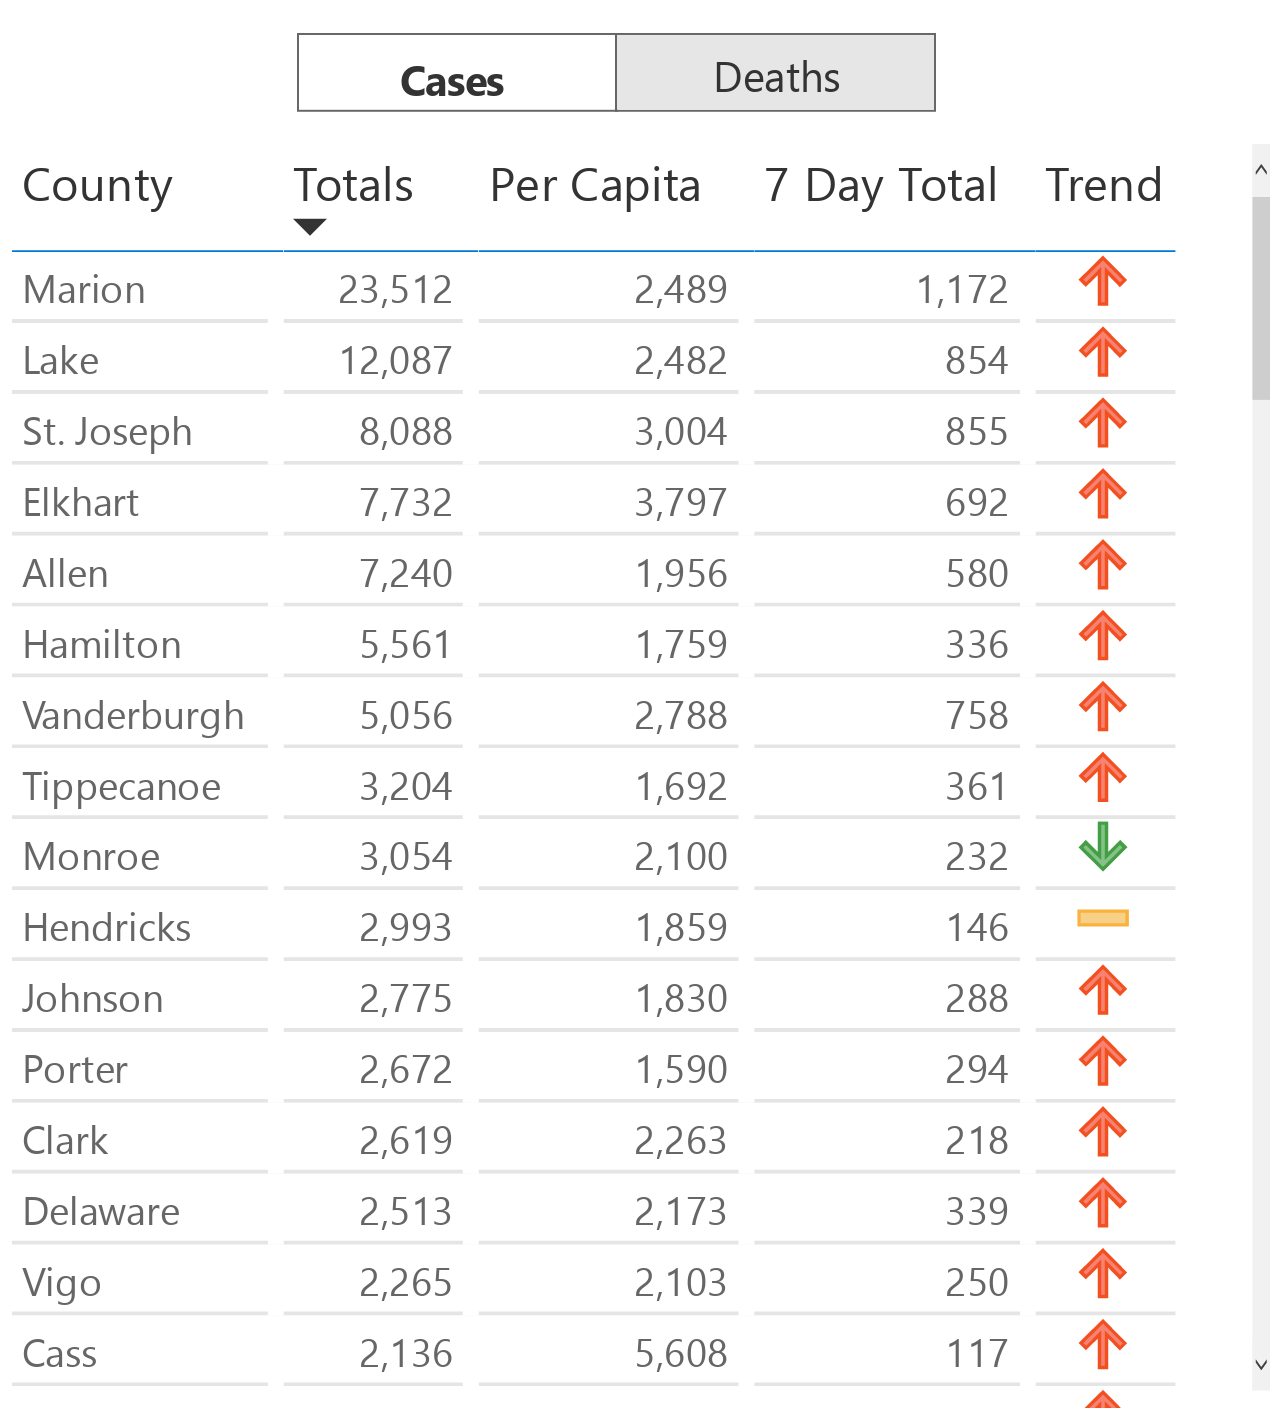 Cases Deaths
County Totals Per Capita 7 Day Total Trend
Marion 23,512 2,489 1,172
Lake 12,087 2,482 854
St. Joseph 8,088 3,004 855
Elkhart 7,732 3,797 692
Allen 7,240 1,956 580
Hamilton 5,561 1,759 336
Vanderburgh 5,056 2,788 758
Tippecanoe 3,204 1,692 361
Monroe 3,054 2,100 232
Hendricks 2,993 1,859 146
Johnson 2,775 1,830 288
Porter 2,672 1,590 294
Clark 2,619 2,263 218
Delaware 2,513 2,173 339
Vigo 2,265 2,103 250
Cass 2,136 5,608 117